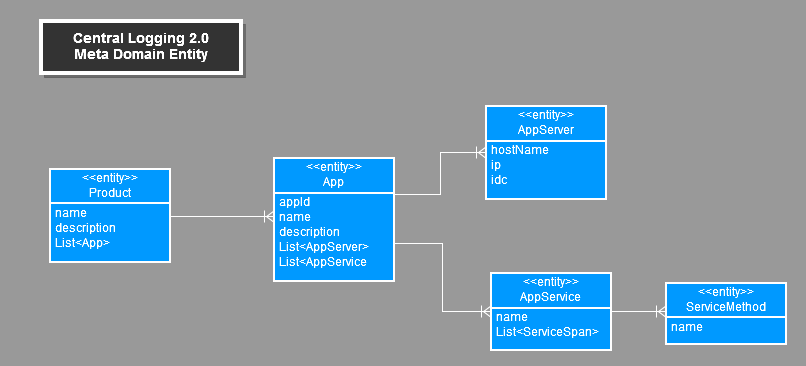 Central Logging 2.0
Meta Domain Entity
<<entity>>
Product
name
description
List<App>
<<entity>>
App
appId
name
description
List<AppServer>
List<AppService
<<entity>>
AppServer
hostName
ip
idc
<<entity>>
AppService
name
List<ServiceSpan>
<<entity>>
ServiceMethod
name